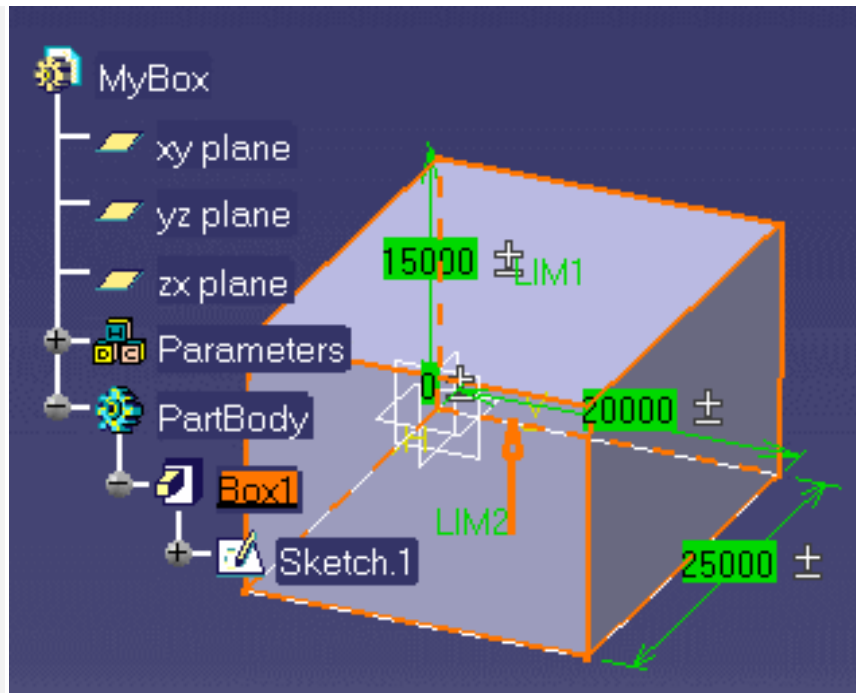 MyBox
xy plane
yz plane
15000 ± LIM1
zx plane
Parameters
0 ±
20000 ±
V
PartBody
H
Box1
LIM2
Sketch.1
25000 ±